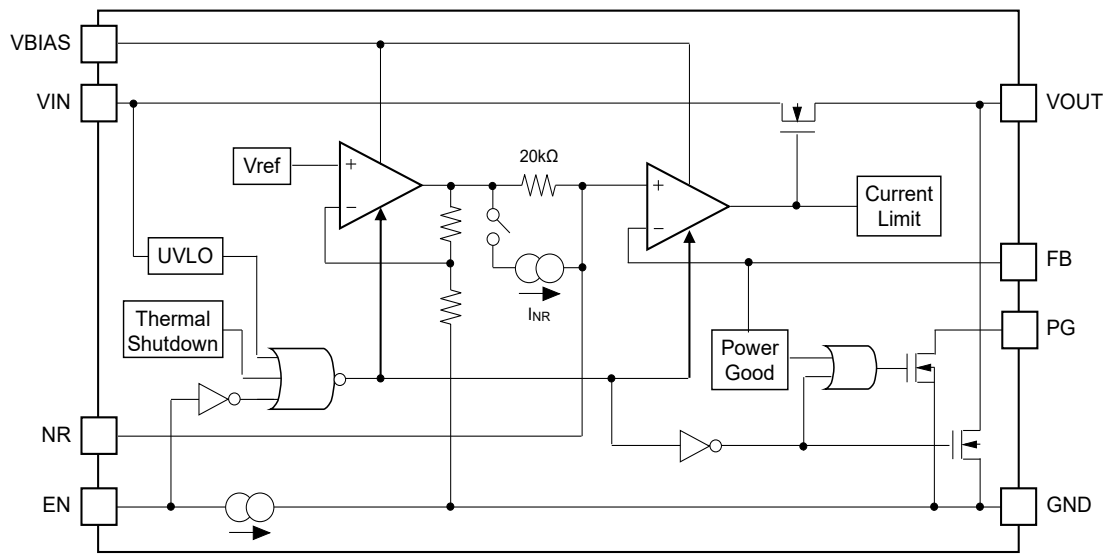 VBIAS
VIN
VOUT
Vref
+
−
20kΩ
+
−
Current
Limit
UVLO
FB
INR
Thermal
Shutdown
PG
Power
Good
NR
EN
GND